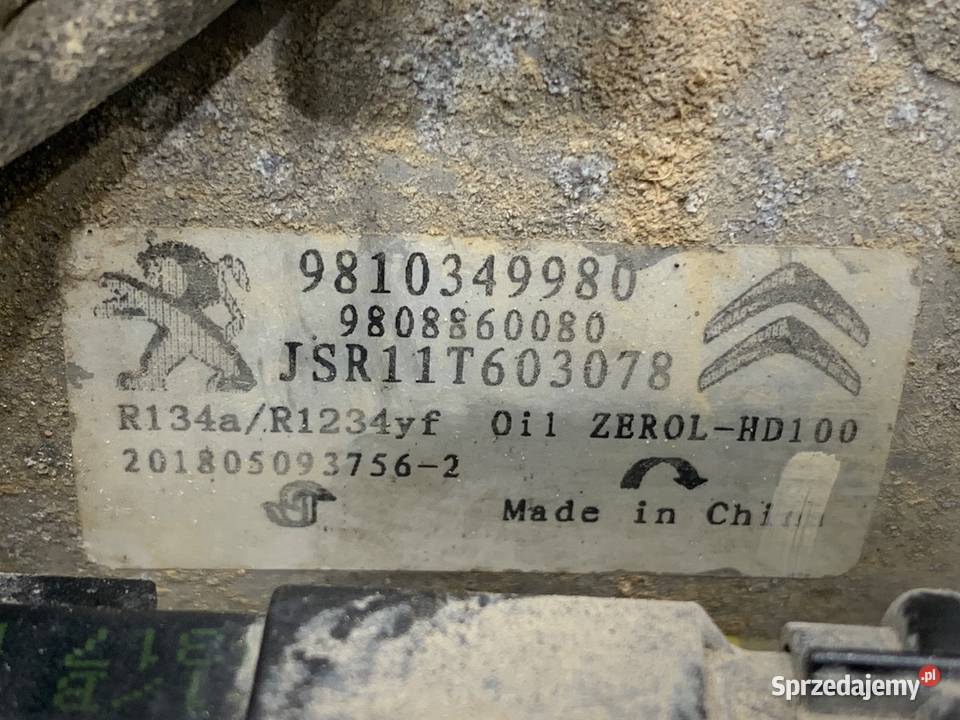 9810349980
9808860080
JSR11T603078
R134a/R1234yf Oil ZEROL-HD100
201805093756-2
Made in China
Sprzedajemy.pl